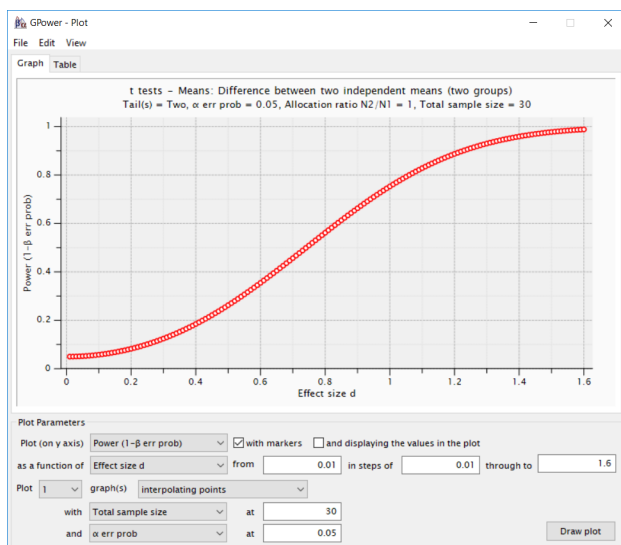 GPower - Plot
File Edit View
Graph Table
t tests – Means: Difference between two independent means (two groups)
Tail(s) = Two, α err prob = 0.05, Allocation ratio N2/N1 = 1, Total sample size = 30
1
0.8
0.6
0.4
0.2
0
Power (1-β err prob)
0 0.2 0.4 0.6 0.8 1 1.2 1.4 1.6
Effect size d
Plot Parameters
Plot (on y axis) Power (1-β err prob) with markers and displaying the values in the plot
as a function of Effect size d from 0.01 in steps of 0.01 through to 1.6
Plot 1 graph(s) interpolating points
with Total sample size at 30
and α err prob at 0.05
Draw plot